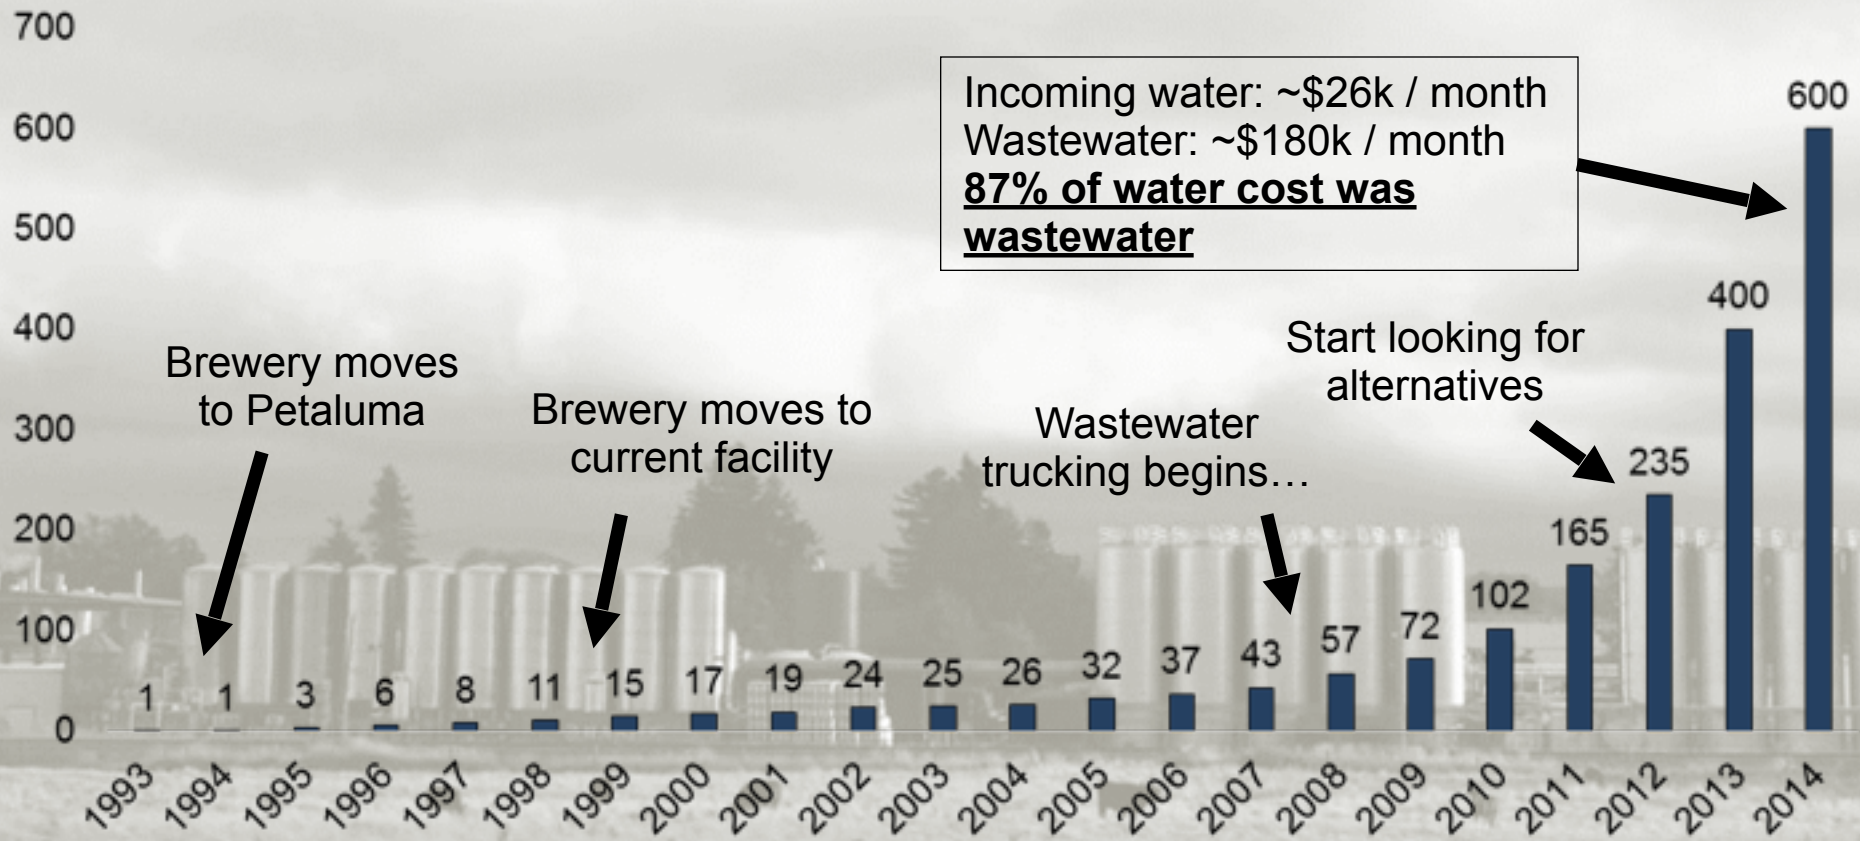 700
600
500
400
300
200
100
0
Incoming water: ~$26k / month
Wastewater: ~$180k / month
87% of water cost was
wastewater
Brewery moves
to Petaluma
Brewery moves to
current facility
Wastewater
trucking begins…
Start looking for
alternatives
1 1 3 6 8 11 15 17 19 24 25 26 32 37 43 57 72 102 165 235 400 600
1993 1994 1995 1996 1997 1998 1999 2000 2001 2002 2003 2004 2005 2006 2007 2008 2009 2010 2011 2012 2013 2014